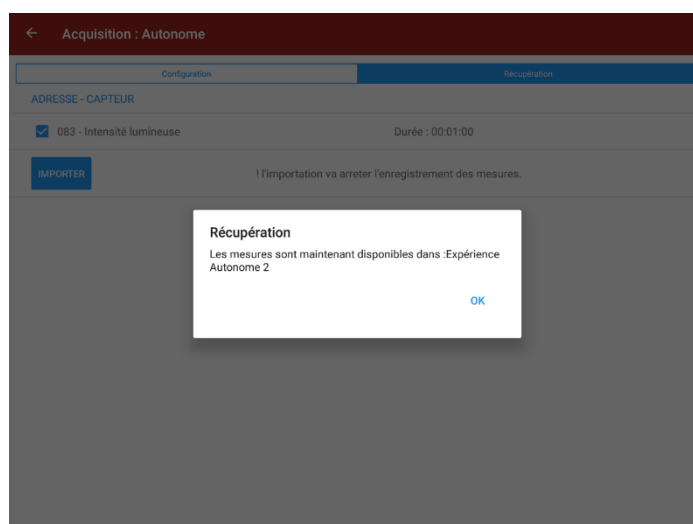 Acquisition : Autonome
Configuration
Récupération
ADRESSE - CAPTEUR
083 - Intensité lumineuse
Durée : 00:01:00
IMPORTER
! l'importation va arreter l'enregistrement des mesures.
Récupération
Les mesures sont maintenant disponibles dans :Expérience
Autonome 2
OK